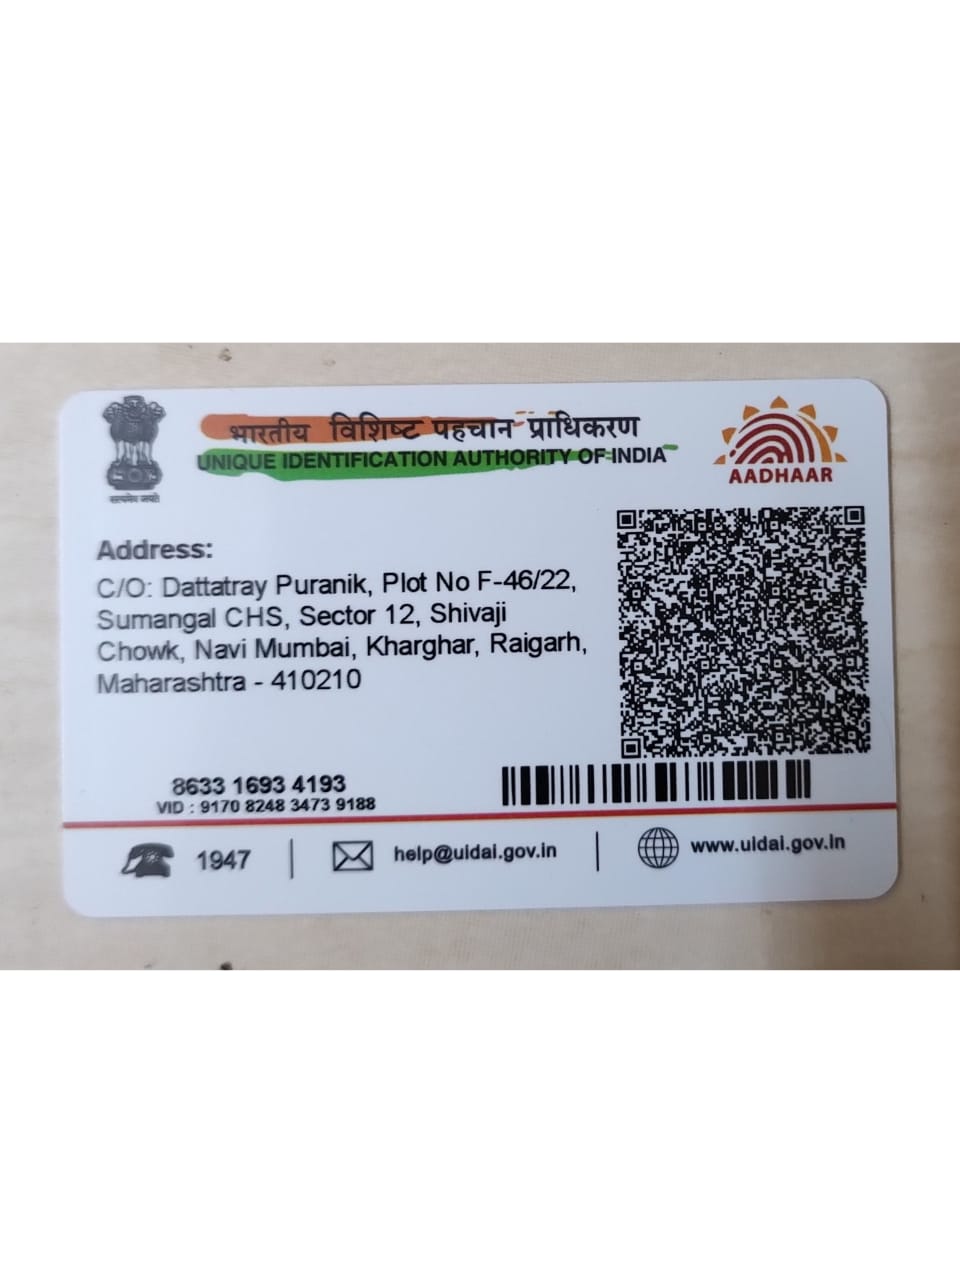 भारतीय विशिष्ट पहचान प्राधिकरण
UNIQUE IDENTIFICATION AUTHORITY OF INDIA
सत्यमेव जयते
AADHAAR
Address:
C/O: Dattatray Puranik, Plot No F-46/22,
Sumangal CHS, Sector 12, Shivaji
Chowk, Navi Mumbai, Kharghar, Raigarh,
Maharashtra - 410210
8633 1693 4193
VID : 9170 8248 3473 9188
1947
help@uidai.gov.in
www.uidai.gov.in